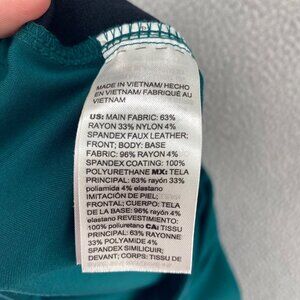 MADE IN VIETNAM/ HECHO
EN VIETNAM/ FABRIQUÉ AU
VIETNAM
US: MAIN FABRIC: 63%
RAYON 33% NYLON 4%
SPANDEX FAUX LEATHER;
FRONT; BODY: BASE
FABRIC: 96% RAYON 4%
SPANDEX COATING: 100%
POLYURETHANE MX: TELA
PRINCIPAL: 63% rayón 33%
poliamida 4% elastano
IMITACIÓN DE PIEL;
FRONTAL; CUERPO: TELA
DE LA BASE: 96% rayón 4%
elastano REVESTIMIENTO:
100% poliuretano CA: TISSU
PRINCIPAL: 63% RAYONNE
33% POLYAMIDE 4%
SPANDEX SIMILICUIR;
DEVANT; CORPS: TISSU DE